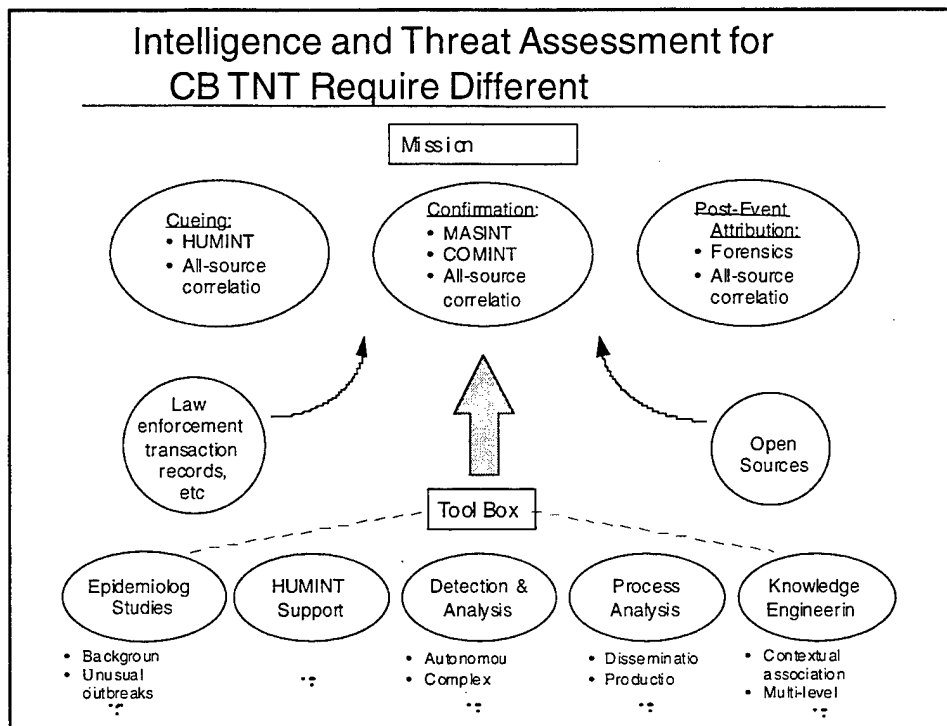 Intelligence and Threat Assessment for
CB TNT Require Different
Mission
Cueing:
• HUMINT
• All-source
correlatio
Confirmation:
• MASINT
• COMINT
• All-source
correlatio
Post-Event
Attribution:
• Forensics
• All-source
correlatio
Law
enforcement
transaction
records,
etc
Open
Sources
Tool Box
Epidemiolog
Studies
HUMINT
Support
Detection &
Analysis
Process
Analysis
Knowledge
Engineerin
• Backgroun
• Unusual
outbreaks
• Autonomou
• Complex
• Disseminatio
• Productio
• Contextual
association
• Multi-level